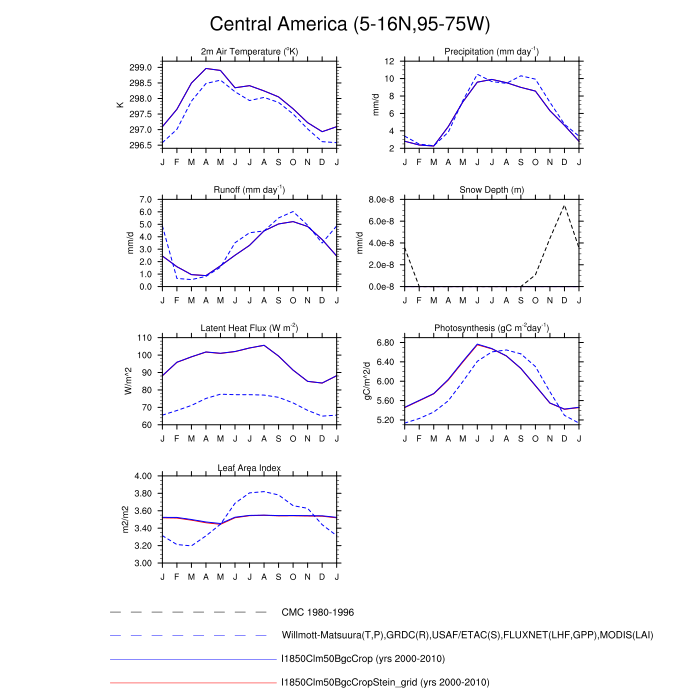 Central America (5-16N,95-75W)
2m Air Temperature (°K)
299.0
298.5
298.0
297.5
297.0
296.5
K
J F M A M J J A S O N D J
Precipitation (mm day⁻¹)
12
10
8
6
4
2
mm/d
J F M A M J J A S O N D J
Runoff (mm day⁻¹)
7.0
6.0
5.0
4.0
3.0
2.0
1.0
0.0
mm/d
J F M A M J J A S O N D J
Snow Depth (m)
8.0e-8
6.0e-8
4.0e-8
2.0e-8
0.0e-8
mm/d
J F M A M J J A S O N D J
Latent Heat Flux (W m⁻²)
110
100
90
80
70
60
W/m^2
J F M A M J J A S O N D J
Photosynthesis (gC m⁻²day⁻¹)
6.80
6.40
6.00
5.60
5.20
gC/m^2/d
J F M A M J J A S O N D J
Leaf Area Index
4.00
3.80
3.60
3.40
3.20
3.00
m2/m2
J F M A M J J A S O N D J
CMC 1980-1996
Willmott-Matsuura(T,P),GRDC(R),USAF/ETAC(S),FLUXNET(LHF,GPP),MODIS(LAI)
I1850Clm50BgcCrop (yrs 2000-2010)
I1850Clm50BgcCropStein_grid (yrs 2000-2010)